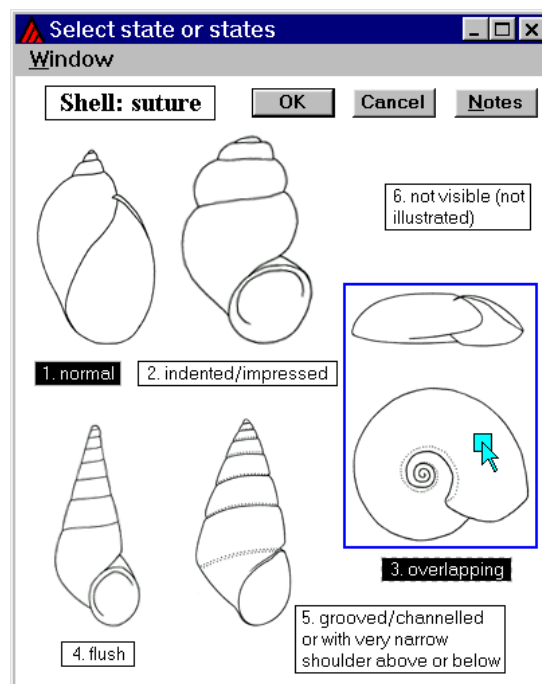 Select state or states
Window
Shell: suture
OK
Cancel
Notes
6. not visible (not
illustrated)
1. normal
2. indented/impressed
3. overlapping
4. flush
5. grooved/channelled
or with very narrow
shoulder above or below